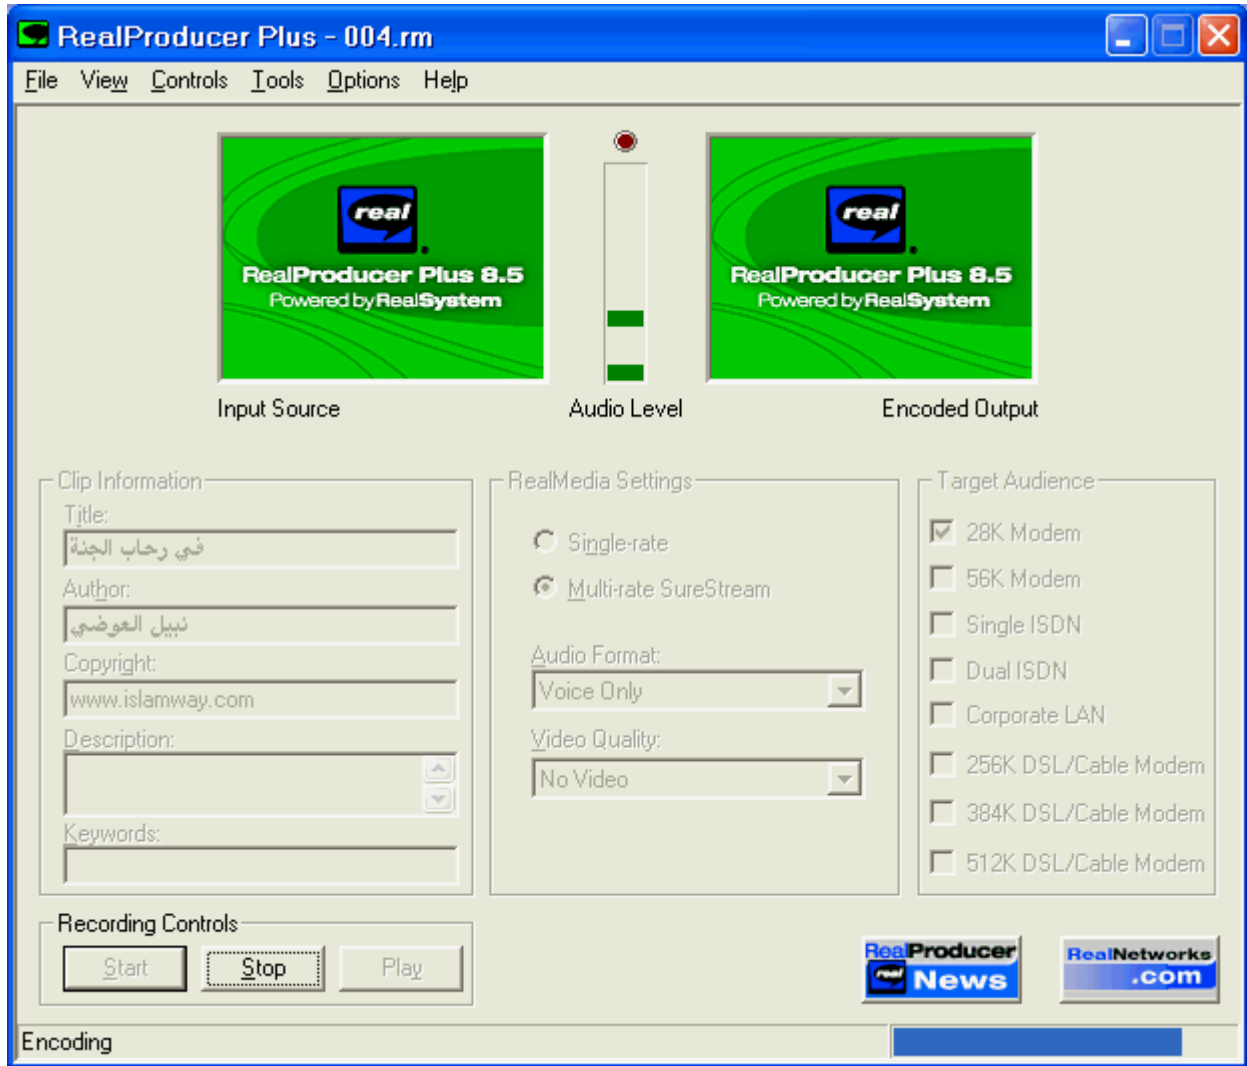 RealProducer Plus - 004.rm
File View Controls Tools Options Help
real
RealProducer Plus 8.5
Powered by RealSystem
real
RealProducer Plus 8.5
Powered by RealSystem
Input Source
Audio Level
Encoded Output
Clip Information
Title:
في رحاب الجنة
Author:
نبيل العوضي
Copyright:
www.islamway.com
Description:
Keywords:
RealMedia Settings
Single-rate
Multi-rate SureStream
Audio Format:
Voice Only
Video Quality:
No Video
Target Audience
28K Modem
56K Modem
Single ISDN
Dual ISDN
Corporate LAN
256K DSL/Cable Modem
384K DSL/Cable Modem
512K DSL/Cable Modem
Recording Controls
Start
Stop
Play
RealProducer
real News
RealNetworks
.com
Encoding